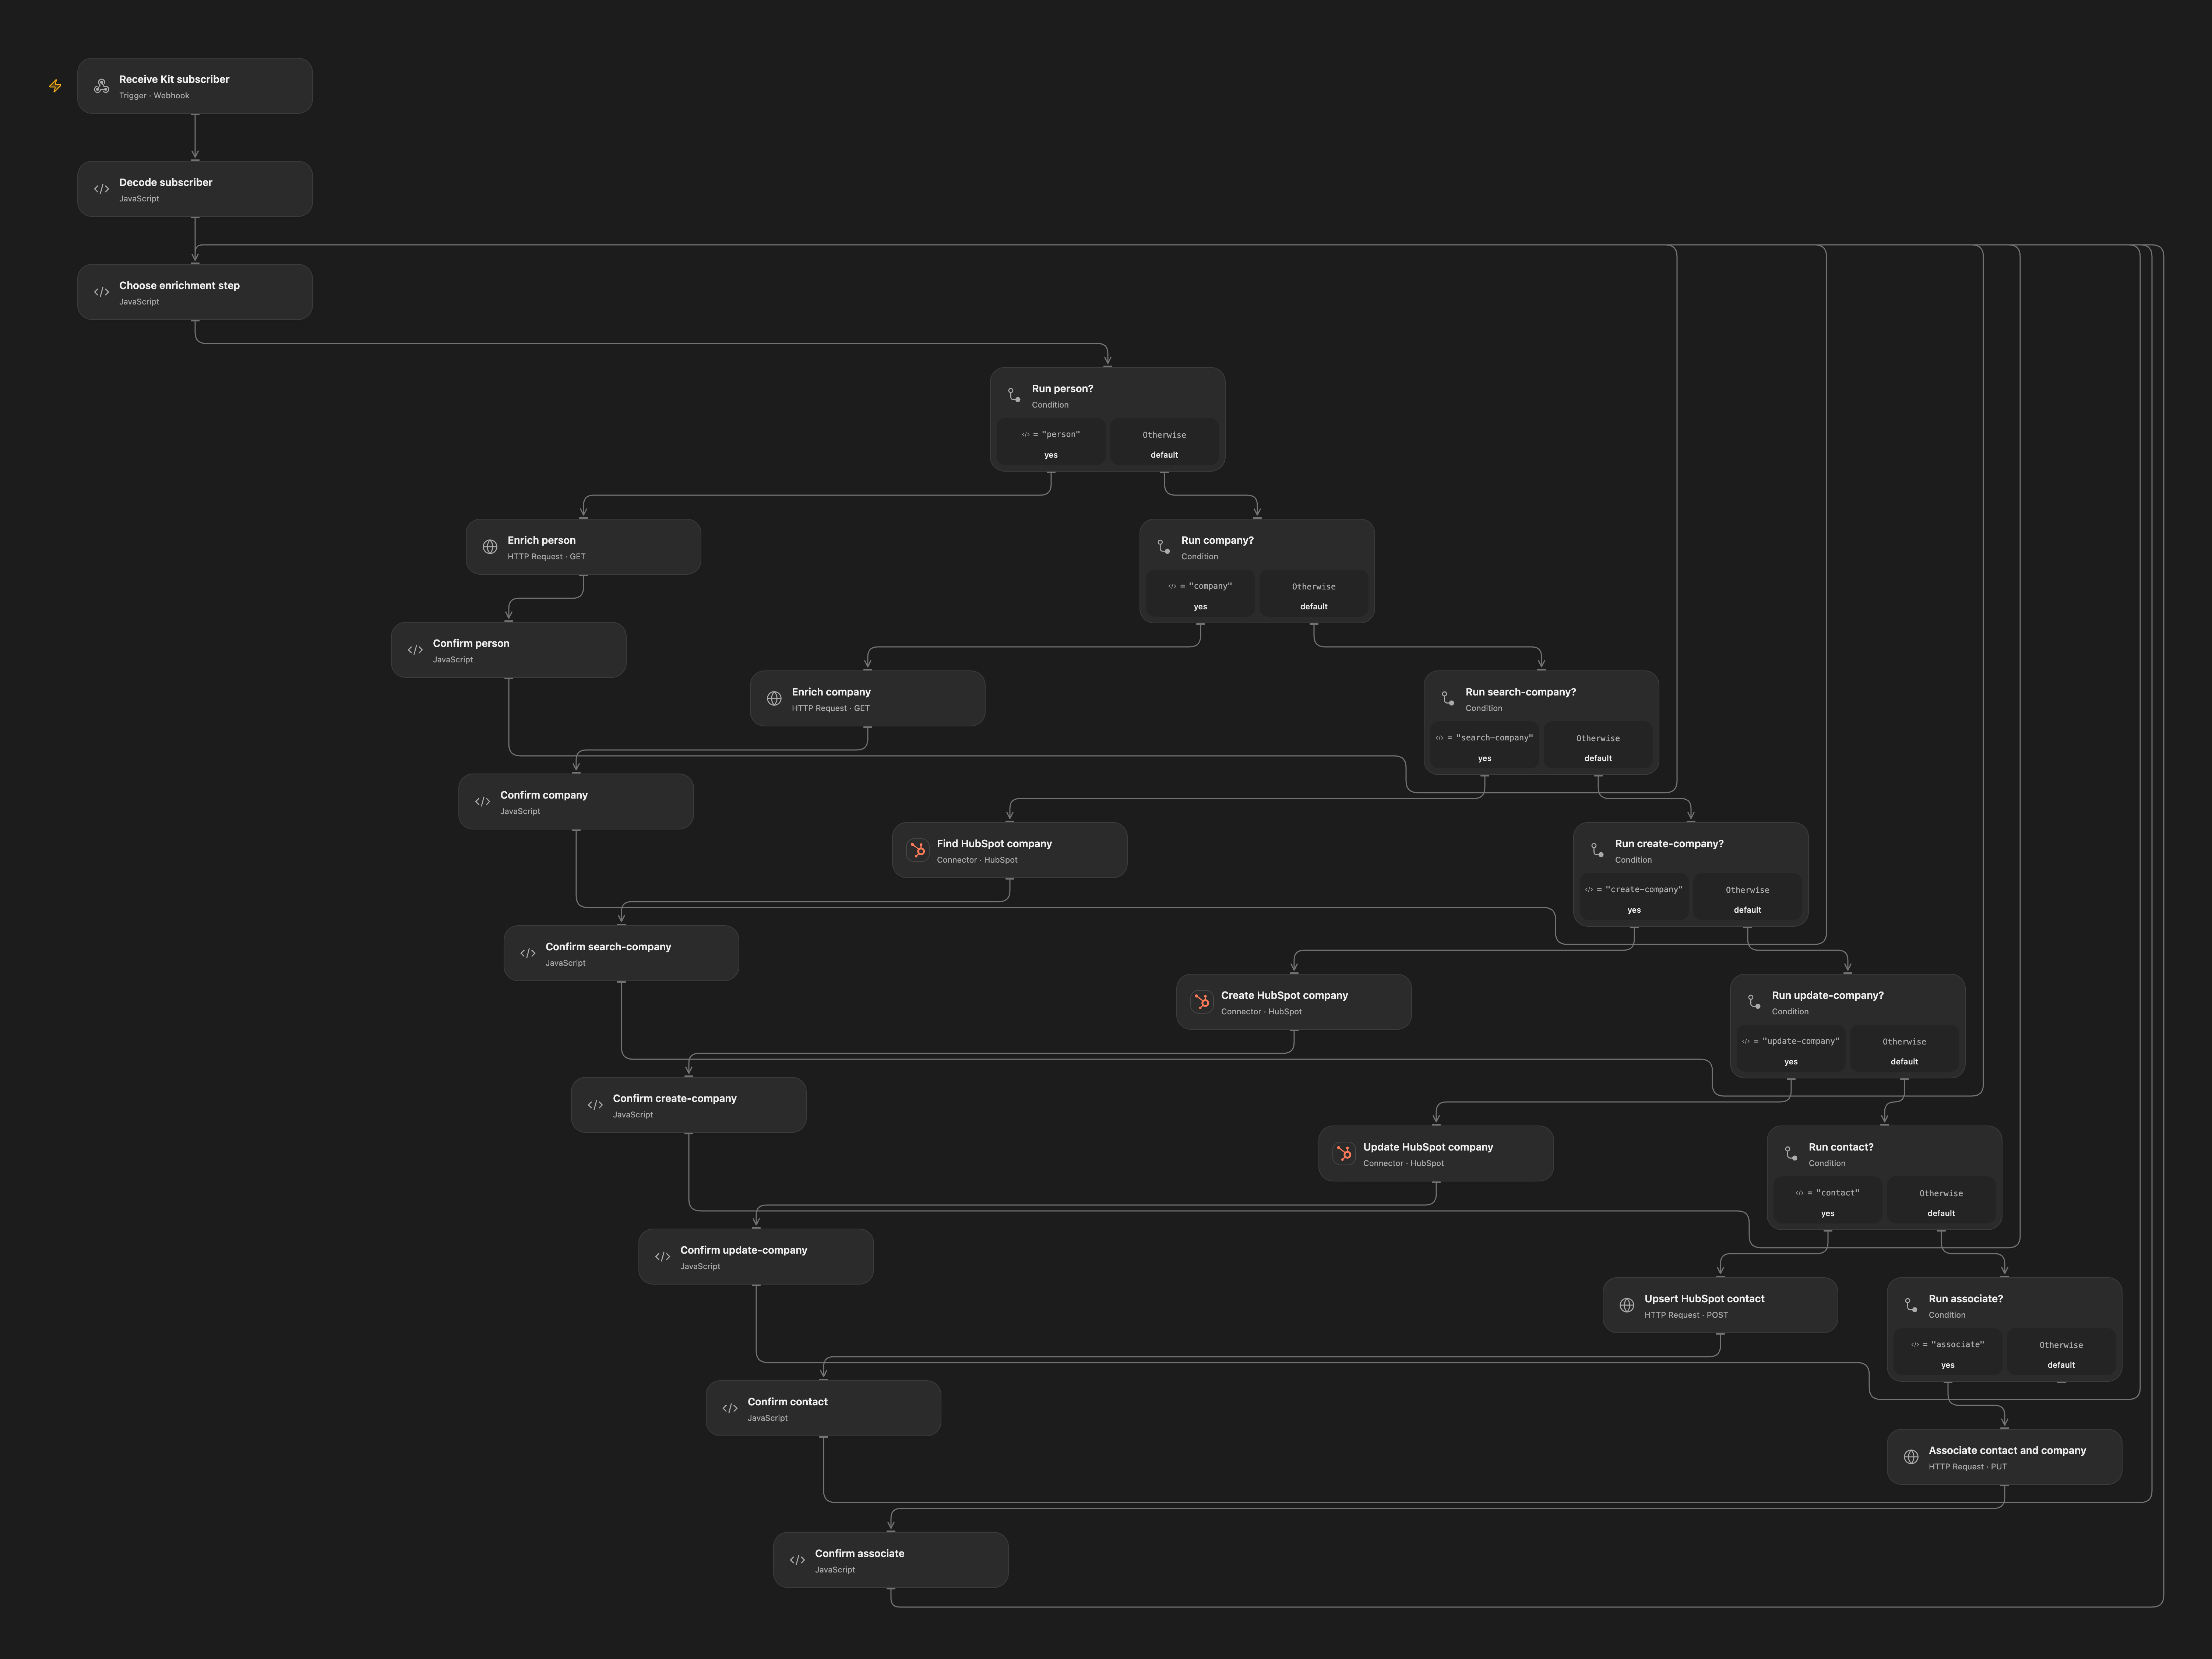 Receive Kit subscriber
Trigger · Webhook
Decode subscriber
JavaScript
Choose enrichment step
JavaScript
Run person?
Condition
</> = "person"
yes
Otherwise
default
Enrich person
HTTP Request · GET
Run company?
Condition
</> = "company"
yes
Otherwise
default
Confirm person
JavaScript
Enrich company
HTTP Request · GET
Run search-company?
Condition
</> = "search-company"
yes
Otherwise
default
Confirm company
JavaScript
Find HubSpot company
Connector · HubSpot
Run create-company?
Condition
</> = "create-company"
yes
Otherwise
default
Confirm search-company
JavaScript
Create HubSpot company
Connector · HubSpot
Run update-company?
Condition
</> = "update-company"
yes
Otherwise
default
Confirm create-company
JavaScript
Update HubSpot company
Connector · HubSpot
Run contact?
Condition
</> = "contact"
yes
Otherwise
default
Confirm update-company
JavaScript
Upsert HubSpot contact
HTTP Request · POST
Run associate?
Condition
</> = "associate"
yes
Otherwise
default
Confirm contact
JavaScript
Associate contact and company
HTTP Request · PUT
Confirm associate
JavaScript